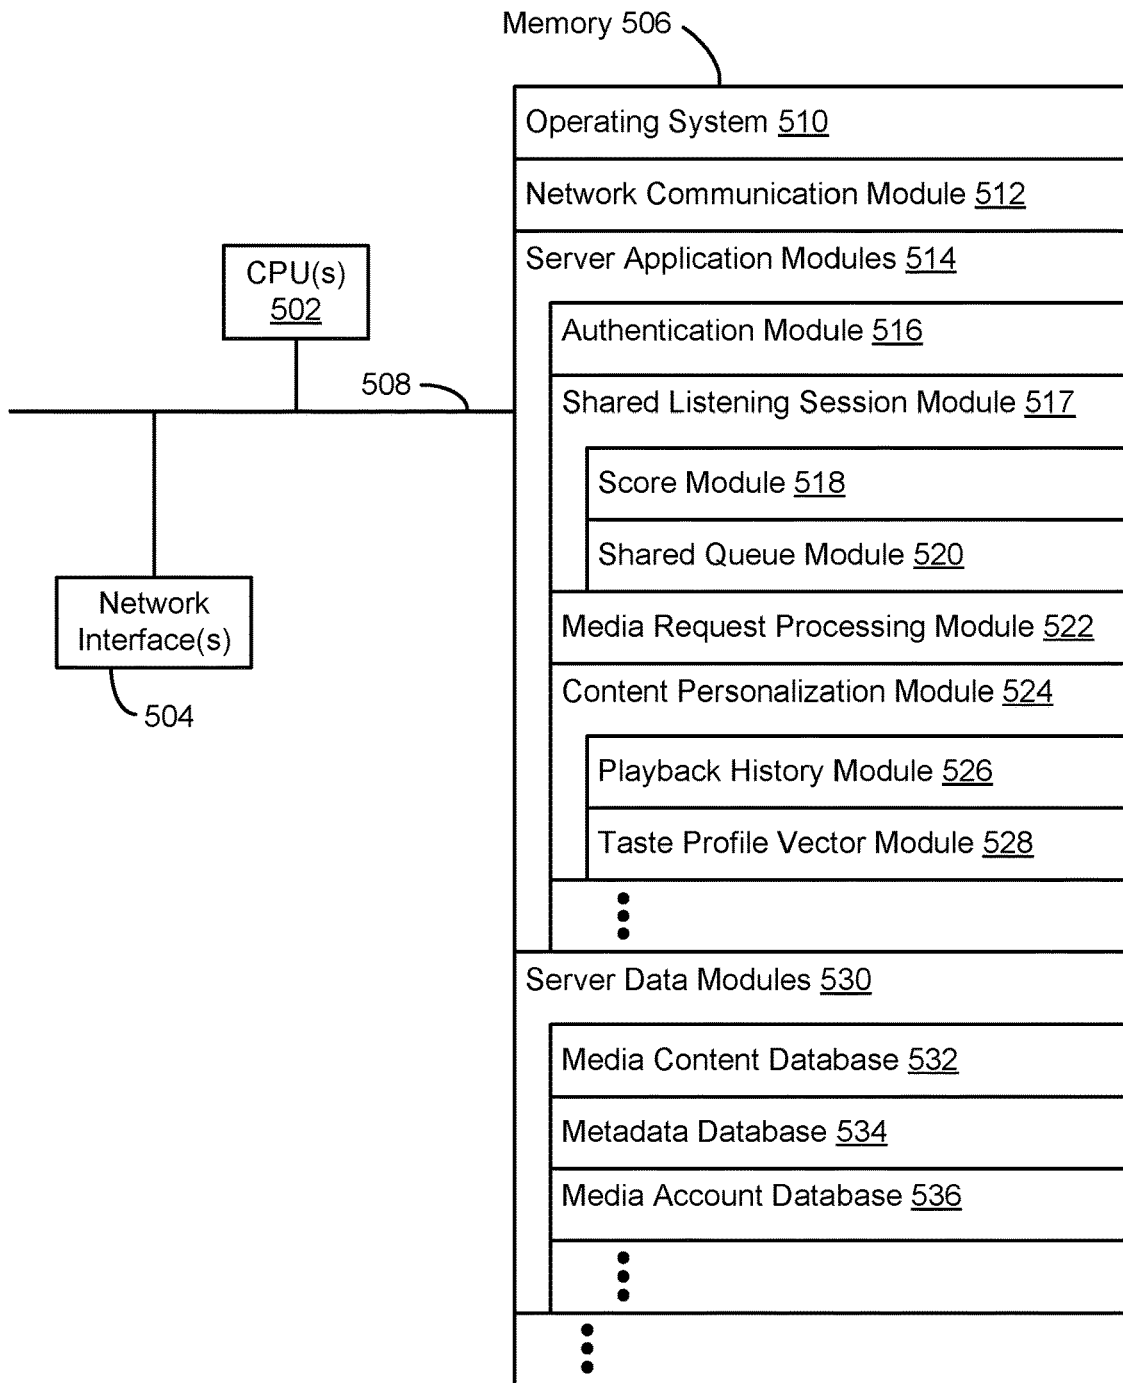 Memory 506
Operating System 510
Network Communication Module 512
Server Application Modules 514
CPU(s)
502
Authentication Module 516
508
Shared Listening Session Module 517
Score Module 518
Shared Queue Module 520
Network
Interface(s)
504
Media Request Processing Module 522
Content Personalization Module 524
Playback History Module 526
Taste Profile Vector Module 528
Server Data Modules 530
Media Content Database 532
Metadata Database 534
Media Account Database 536